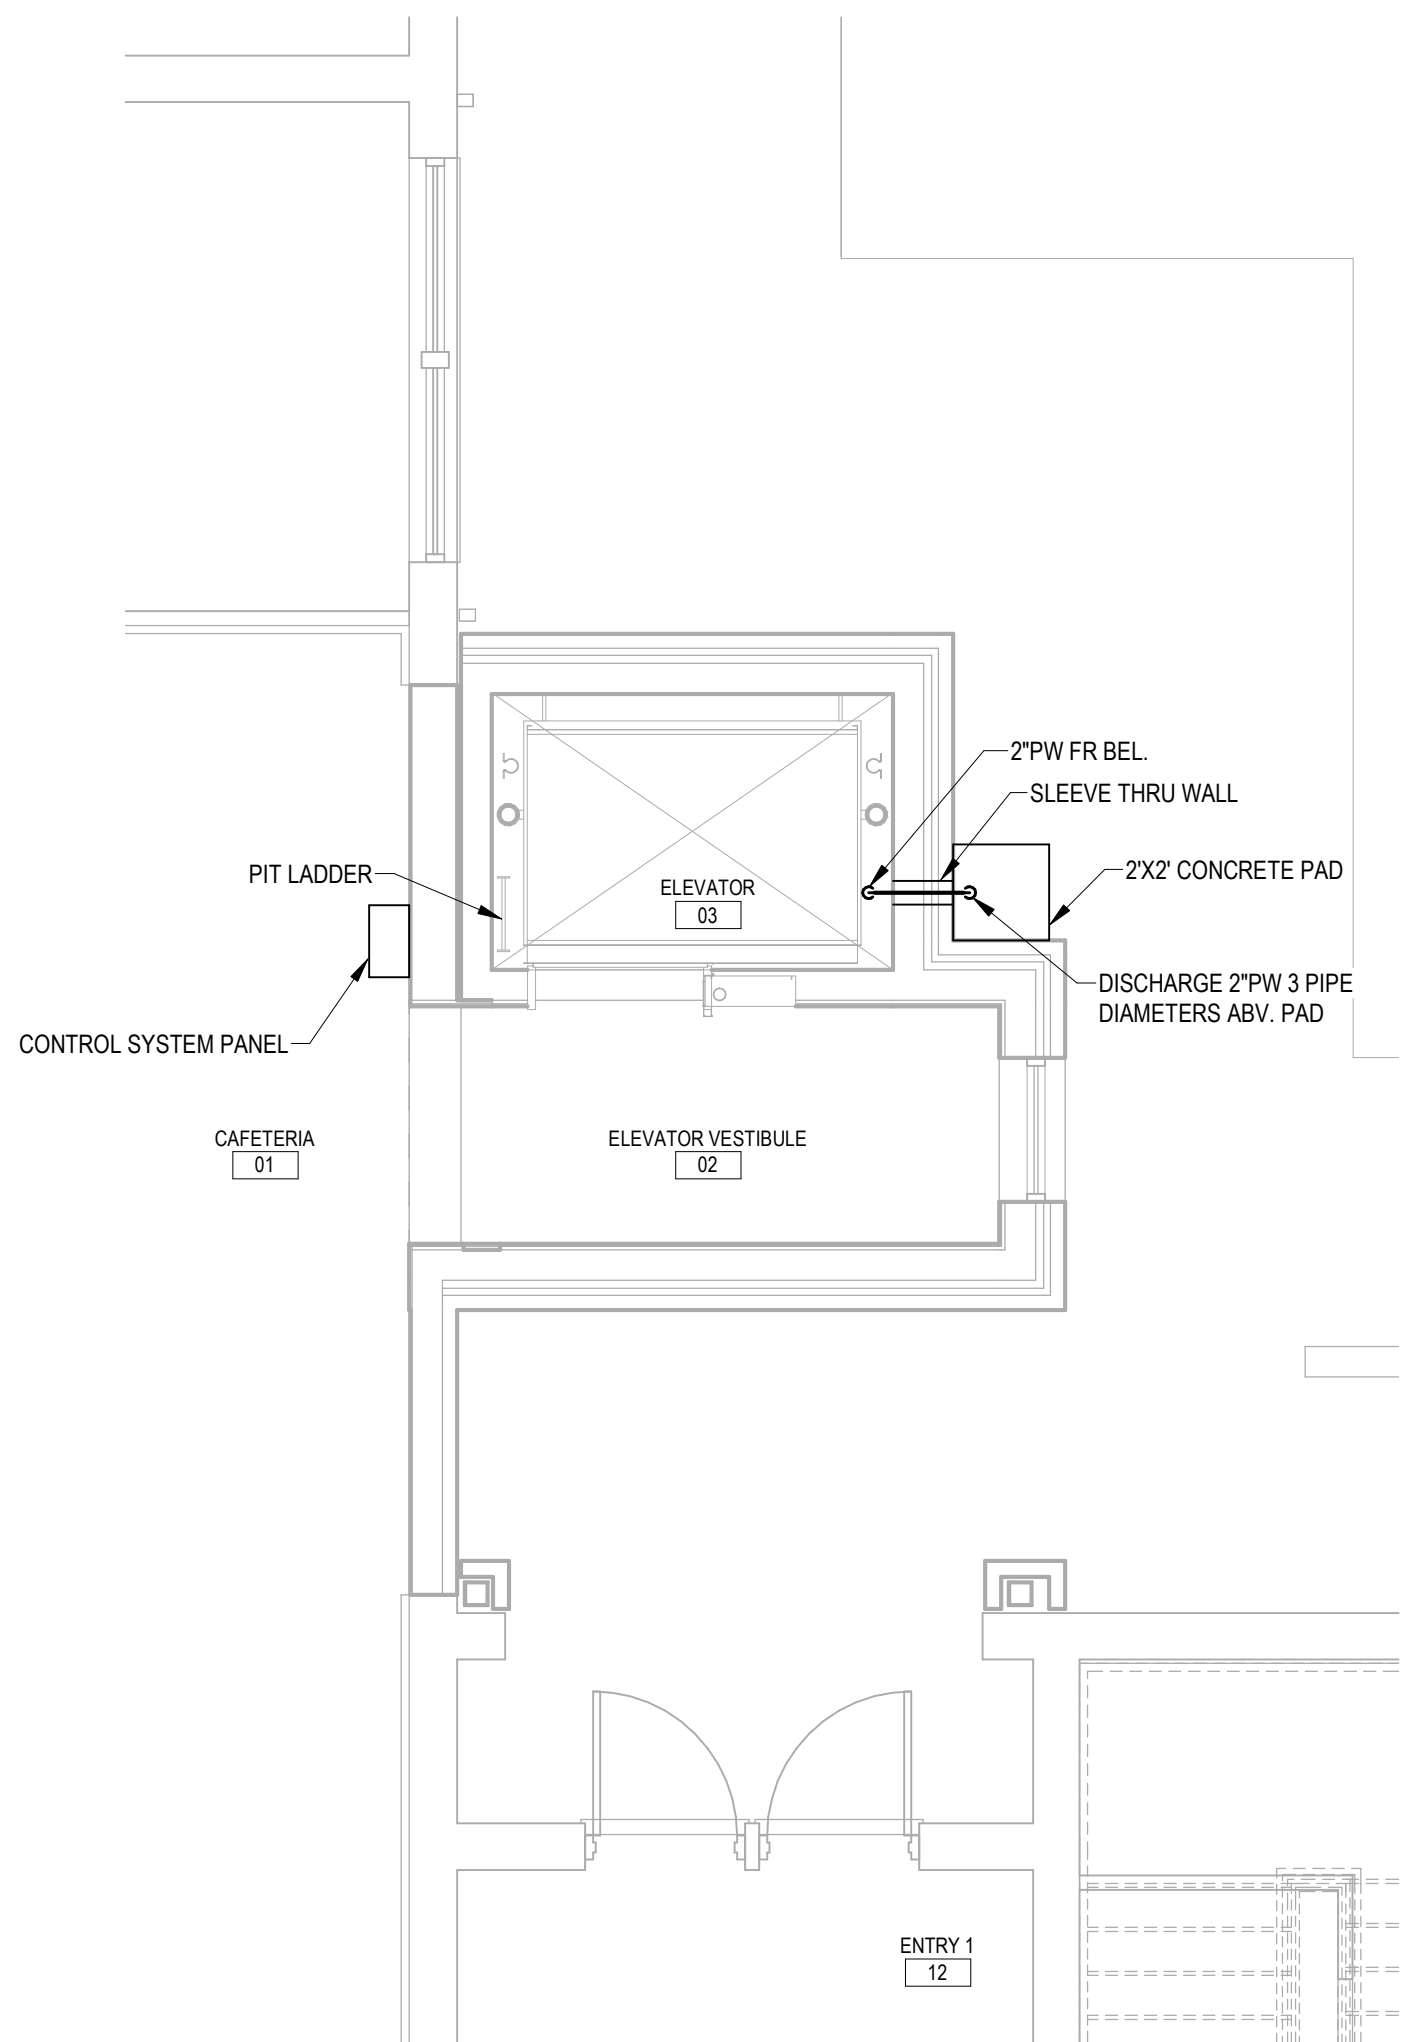 2"PW FR BEL.
SLEEVE THRU WALL
PIT LADDER
2'X2' CONCRETE PAD
ELEVATOR
03
DISCHARGE 2"PW 3 PIPE
DIAMETERS ABV. PAD
CONTROL SYSTEM PANEL
CAFETERIA
01
ELEVATOR VESTIBULE
02
ENTRY 1
12